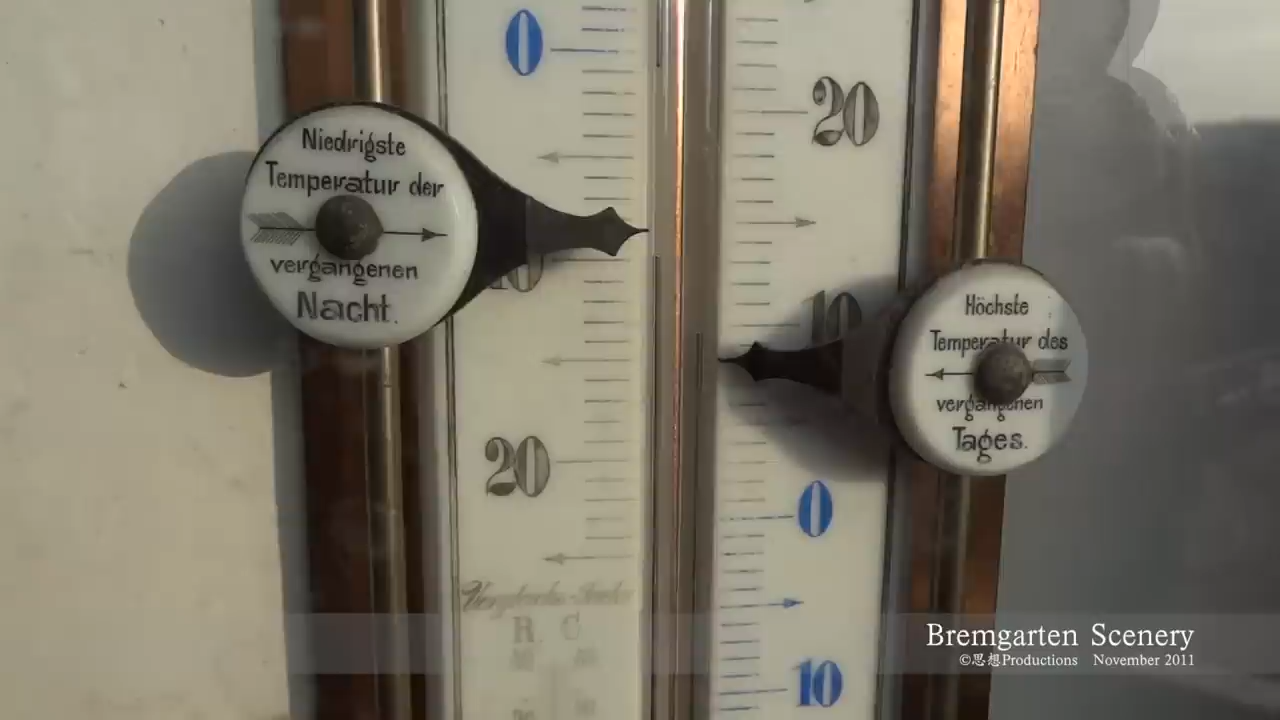 0
20
Niedrigste
Temperatur der
vergangenen
Nacht.
10
10
Höchste
Temperatur des
vergangenen
Tages.
20
0
R. C
Bremgarten Scenery
©思想Productions November 2011
10